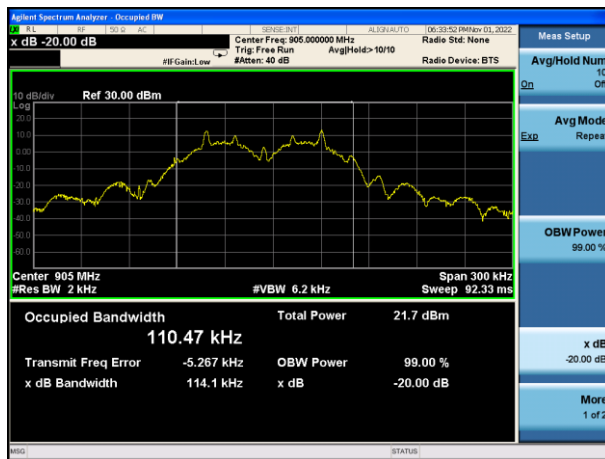 Agilent Spectrum Analyzer - Occupied BW
RL RF 50 Ω AC SENSE:INT ALIGNAUTO 06:33:52 PM Nov 01, 2022
x dB -20.00 dB
Center Freq: 905.000000 MHz Radio Std: None
Trig: Free Run Avg|Hold:>10/10
#IFGain:Low #Atten: 40 dB Radio Device: BTS
Meas Setup
Avg/Hold Num
10
On Off
Avg Mode
Exp Repeat
OBW Power
99.00 %
x dB
-20.00 dB
More
1 of 2
10 dB/div Ref 30.00 dBm
Log
20.0
10.0
0.00
-10.0
-20.0
-30.0
-40.0
-50.0
-60.0
Center 905 MHz Span 300 kHz
#Res BW 2 kHz #VBW 6.2 kHz Sweep 92.33 ms
Occupied Bandwidth Total Power 21.7 dBm
110.47 kHz
Transmit Freq Error -5.267 kHz OBW Power 99.00 %
x dB Bandwidth 114.1 kHz x dB -20.00 dB
MSG STATUS